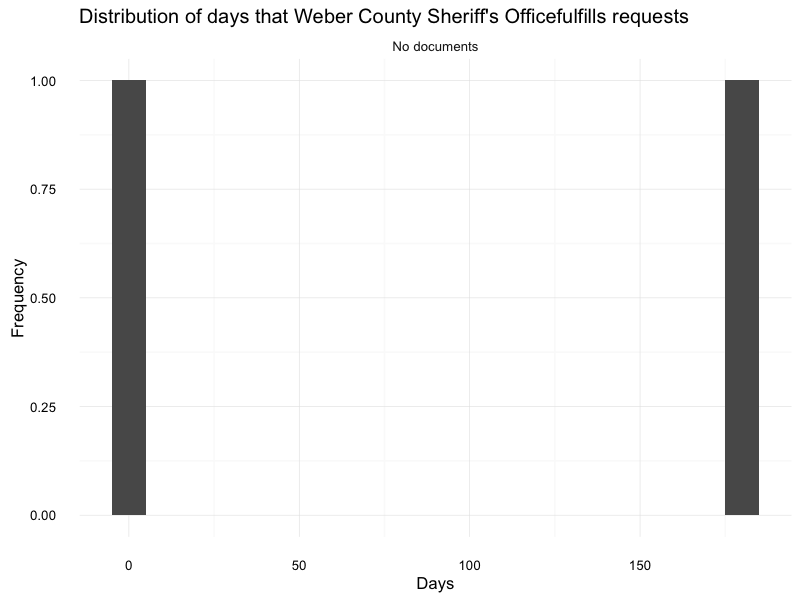 Distribution of days that Weber County Sheriff's Officefulfills requests
No documents
1.00
0.75
0.50
0.25
0.00
Frequency
0 50 100 150
Days